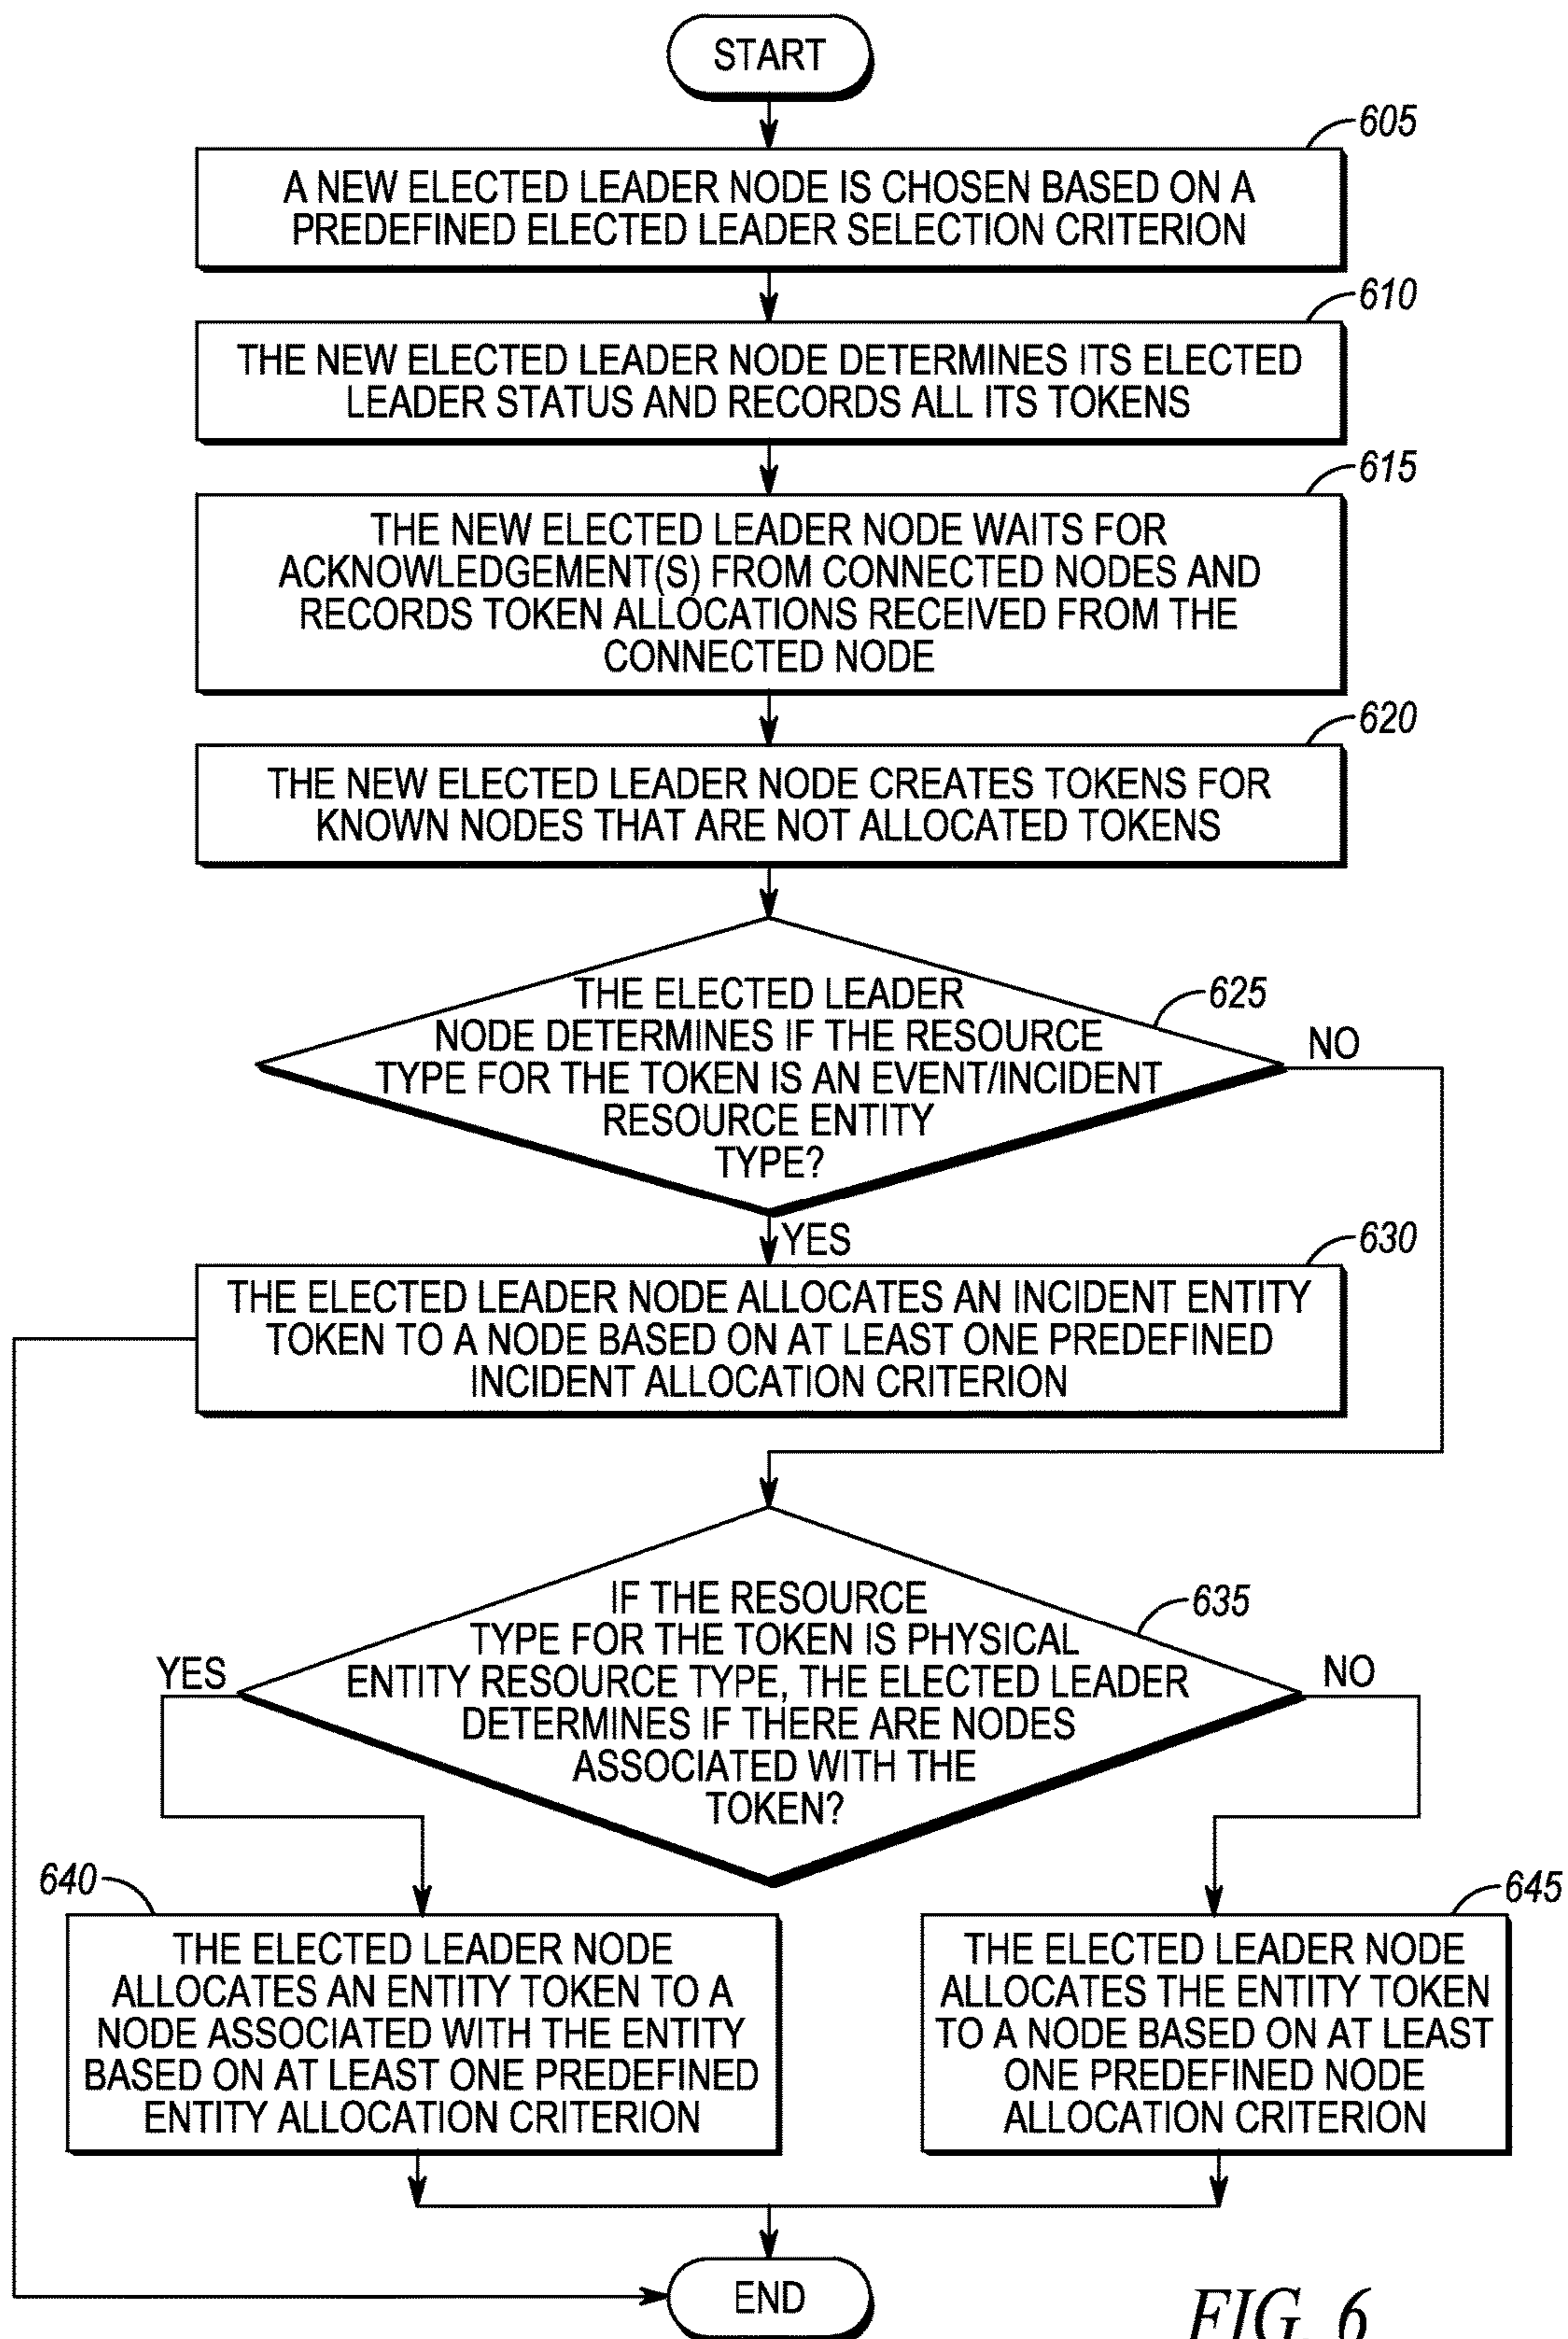 START
605
A NEW ELECTED LEADER NODE IS CHOSEN BASED ON A
PREDEFINED ELECTED LEADER SELECTION CRITERION
610
THE NEW ELECTED LEADER NODE DETERMINES ITS ELECTED
LEADER STATUS AND RECORDS ALL ITS TOKENS
615
THE NEW ELECTED LEADER NODE WAITS FOR
ACKNOWLEDGEMENT(S) FROM CONNECTED NODES AND
RECORDS TOKEN ALLOCATIONS RECEIVED FROM THE
CONNECTED NODE
620
THE NEW ELECTED LEADER NODE CREATES TOKENS FOR
KNOWN NODES THAT ARE NOT ALLOCATED TOKENS
625
THE ELECTED LEADER
NODE DETERMINES IF THE RESOURCE
TYPE FOR THE TOKEN IS AN EVENT/INCIDENT
RESOURCE ENTITY
TYPE?
NO
YES
630
THE ELECTED LEADER NODE ALLOCATES AN INCIDENT ENTITY
TOKEN TO A NODE BASED ON AT LEAST ONE PREDEFINED
INCIDENT ALLOCATION CRITERION
635
IF THE RESOURCE
TYPE FOR THE TOKEN IS PHYSICAL
ENTITY RESOURCE TYPE, THE ELECTED LEADER
DETERMINES IF THERE ARE NODES
ASSOCIATED WITH THE
TOKEN?
YES
NO
640
THE ELECTED LEADER NODE
ALLOCATES AN ENTITY TOKEN TO A
NODE ASSOCIATED WITH THE ENTITY
BASED ON AT LEAST ONE PREDEFINED
ENTITY ALLOCATION CRITERION
645
THE ELECTED LEADER NODE
ALLOCATES THE ENTITY TOKEN
TO A NODE BASED ON AT LEAST
ONE PREDEFINED NODE
ALLOCATION CRITERION
END
FIG. 6